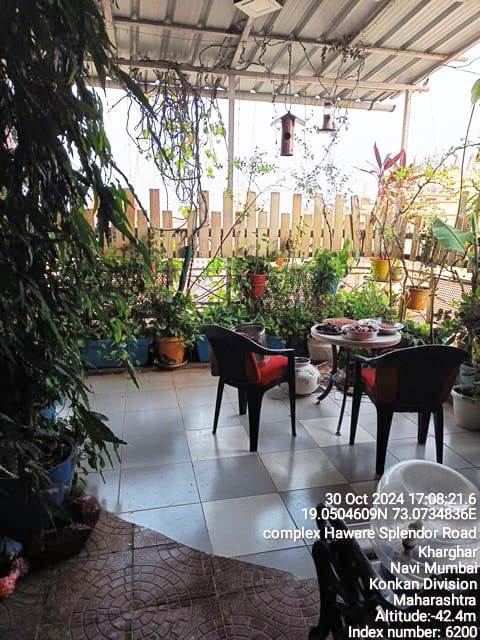 30 Oct 2024 17:08:21.6
19.0504609N 73.0734836E
complex Haware Splendor Road
Kharghar
Navi Mumbai
Konkan Division
Maharashtra
Altitude:-42.4m
Index number: 6200